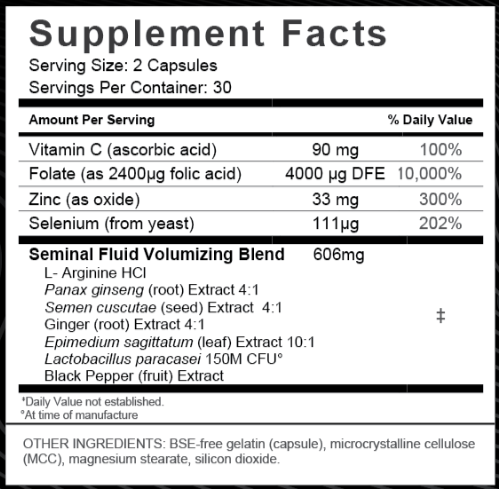 Supplement Facts
Serving Size: 2 Capsules
Servings Per Container: 30
Amount Per Serving % Daily Value
Vitamin C (ascorbic acid) 90 mg 100%
Folate (as 2400µg folic acid) 4000 µg DFE 10,000%
Zinc (as oxide) 33 mg 300%
Selenium (from yeast) 111µg 202%
Seminal Fluid Volumizing Blend 606mg
L- Arginine HCl
Panax ginseng (root) Extract 4:1
Semen cuscutae (seed) Extract 4:1
‡
Ginger (root) Extract 4:1
Epimedium sagittatum (leaf) Extract 10:1
Lactobacillus paracasei 150M CFU°
Black Pepper (fruit) Extract
*Daily Value not established.
°At time of manufacture
OTHER INGREDIENTS: BSE-free gelatin (capsule), microcrystalline cellulose
(MCC), magnesium stearate, silicon dioxide.